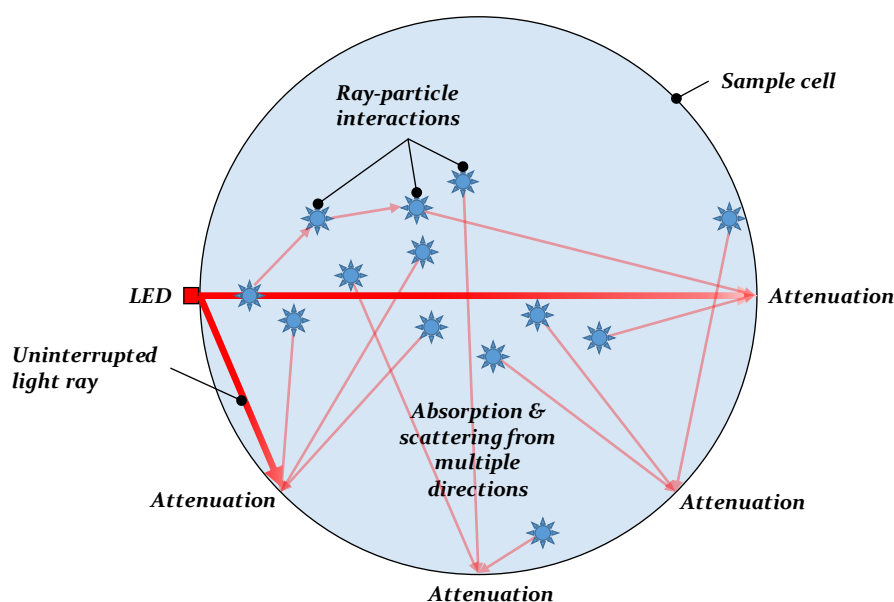 Sample cell
Ray-particle
interactions
LED
Attenuation
Uninterrupted
light ray
Absorption &
scattering from
multiple
directions
Attenuation
Attenuation
Attenuation